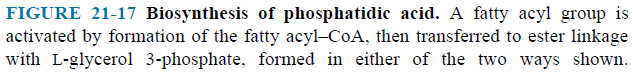 FIGURE 21-17 Biosynthesis of phosphatidic acid. A fatty acyl group is
activated by formation of the fatty acyl–CoA, then transferred to ester linkage
with L-glycerol 3-phosphate, formed in either of the two ways shown.